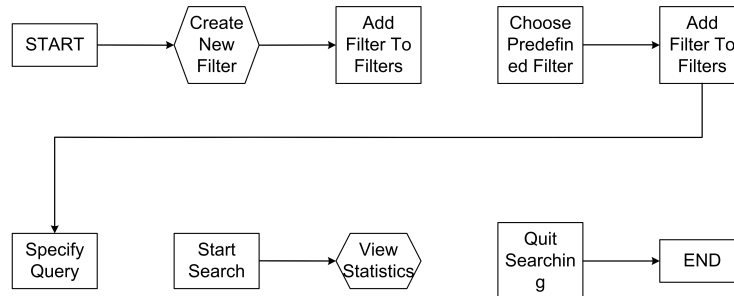 START
Create
New
Filter
Add
Filter To
Filters
Choose
Predefin
ed Filter
Add
Filter To
Filters
Specify
Query
Start
Search
View
Statistics
Quit
Searchin
g
END